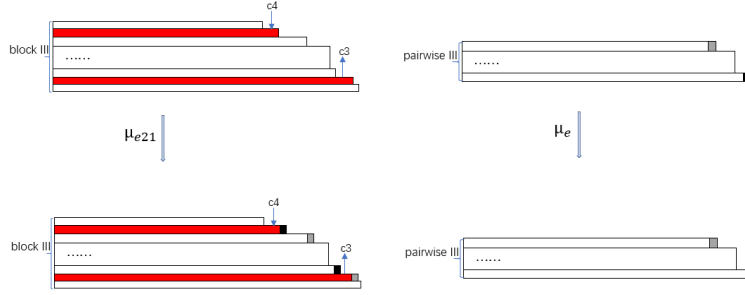 c4
block III
……
c3
pairwise III
……
μe21
μe
c4
block III
……
c3
pairwise III
……